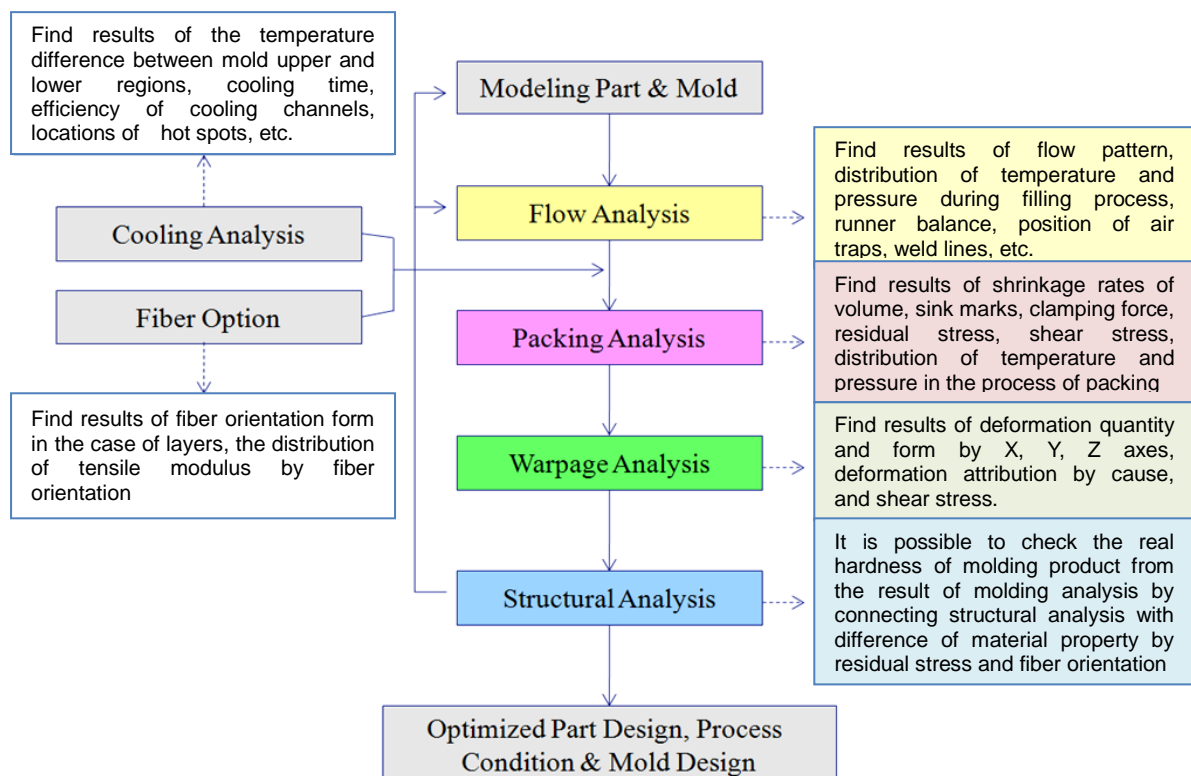 Find results of the temperature
difference between mold upper and
lower regions, cooling time,
efficiency of cooling channels,
locations of hot spots, etc.
Modeling Part & Mold
Flow Analysis
Find results of flow pattern,
distribution of temperature and
pressure during filling process,
runner balance, position of air
traps, weld lines, etc.
Cooling Analysis
Fiber Option
Packing Analysis
Find results of shrinkage rates of
volume, sink marks, clamping force,
residual stress, shear stress,
distribution of temperature and
pressure in the process of packing
Find results of fiber orientation form
in the case of layers, the distribution
of tensile modulus by fiber
orientation
Warpage Analysis
Find results of deformation quantity
and form by X, Y, Z axes,
deformation attribution by cause,
and shear stress.
Structural Analysis
It is possible to check the real
hardness of molding product from
the result of molding analysis by
connecting structural analysis with
difference of material property by
residual stress and fiber orientation
Optimized Part Design, Process
Condition & Mold Design